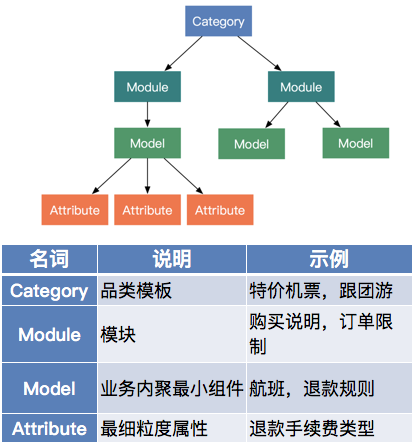 Category
Module
Module
Model
Model
Model
Attribute
Attribute
Attribute
名词 说明 示例
Category 品类模板 特价机票，跟团游
Module 模块 购买说明，订单限
制
Model 业务内聚最小组件 航班，退款规则
Attribute 最细粒度属性 退款手续费类型